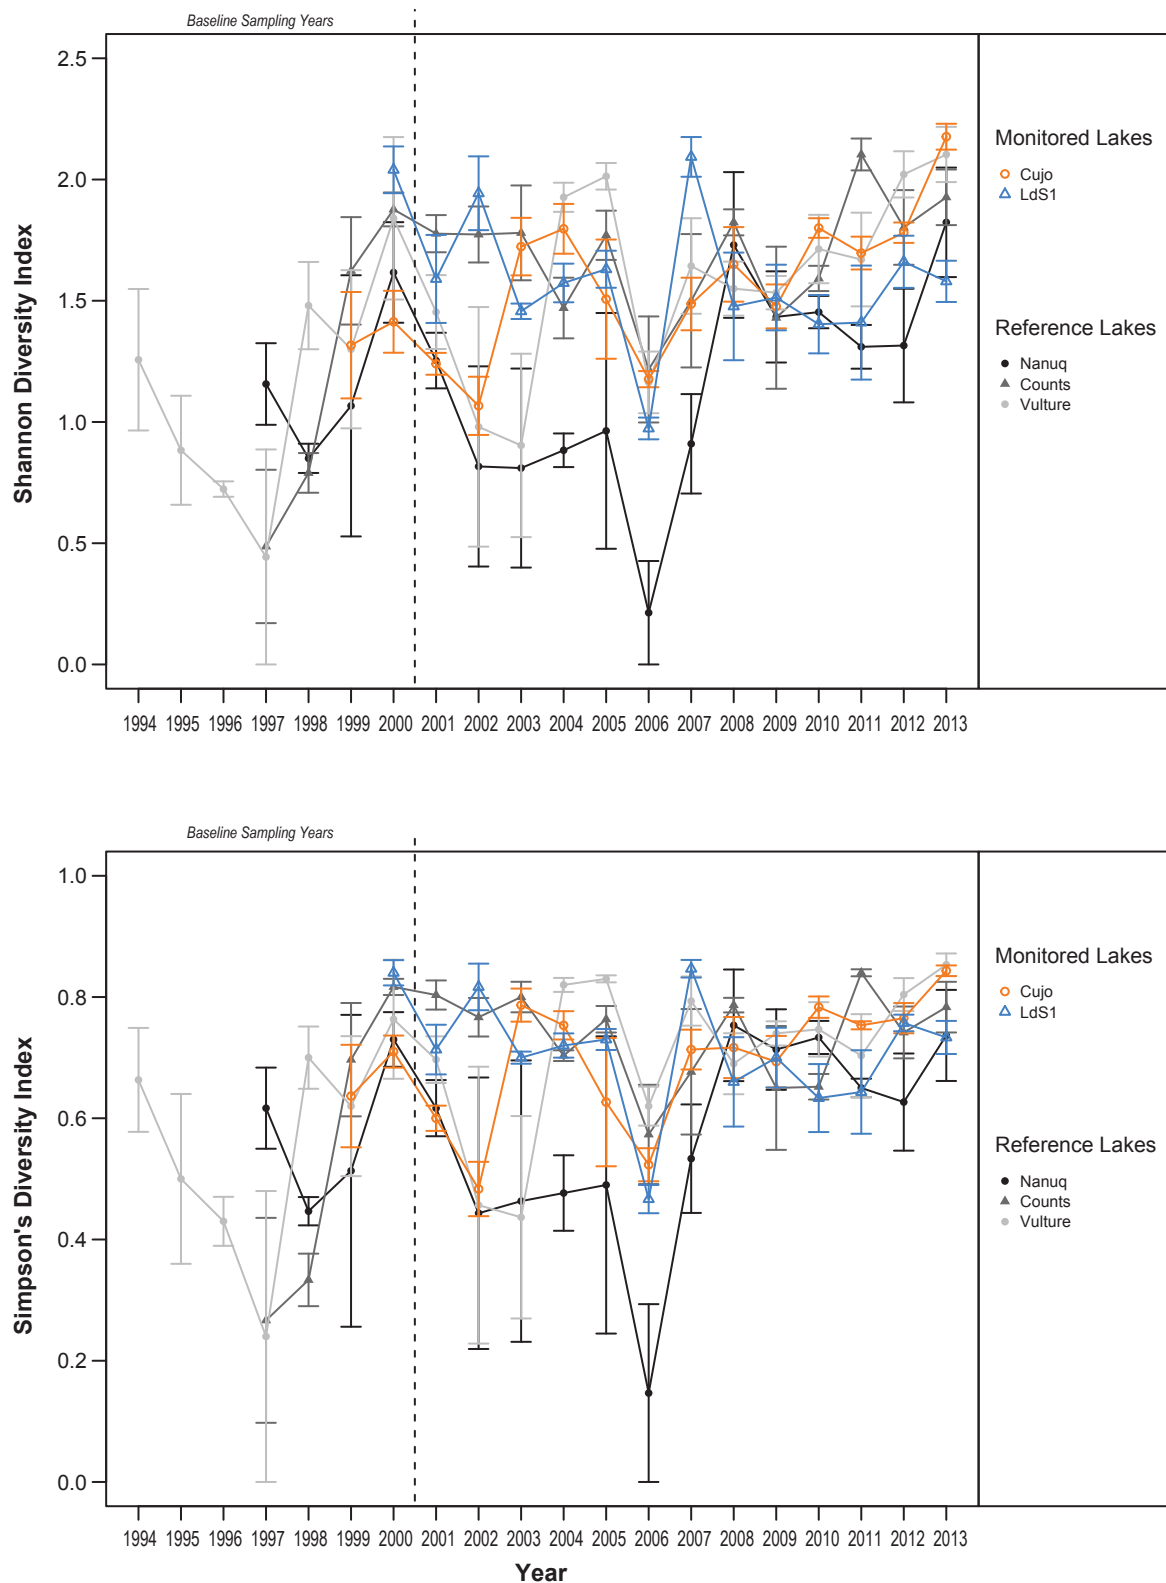 Baseline Sampling Years
Shannon Diversity Index
2.5
2.0
1.5
1.0
0.5
0.0
1994 1995 1996 1997 1998 1999 2000 2001 2002 2003 2004 2005 2006 2007 2008 2009 2010 2011 2012 2013
Monitored Lakes
Cujo
LdS1
Reference Lakes
Nanuq
Counts
Vulture
Baseline Sampling Years
Simpson's Diversity Index
1.0
0.8
0.6
0.4
0.2
0.0
1994 1995 1996 1997 1998 1999 2000 2001 2002 2003 2004 2005 2006 2007 2008 2009 2010 2011 2012 2013
Year
Monitored Lakes
Cujo
LdS1
Reference Lakes
Nanuq
Counts
Vulture